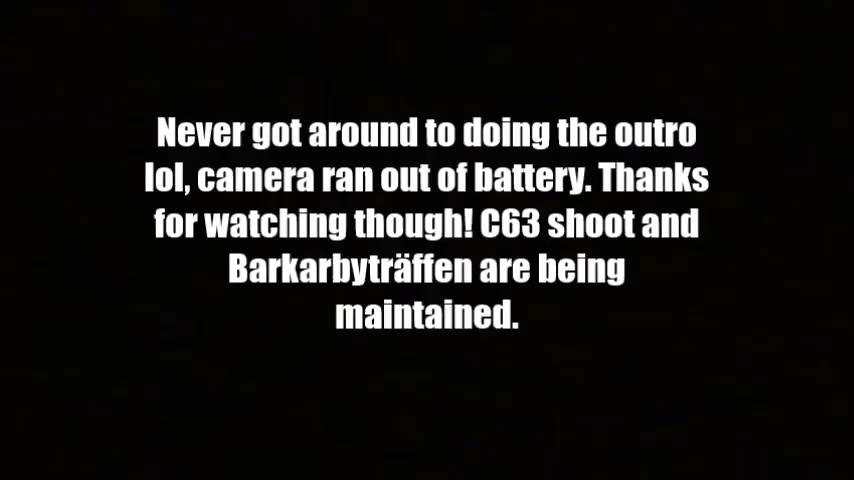 Never got around to doing the outro
lol, camera ran out of battery. Thanks
for watching though! C63 shoot and
Barkarbyträffen are being
maintained.